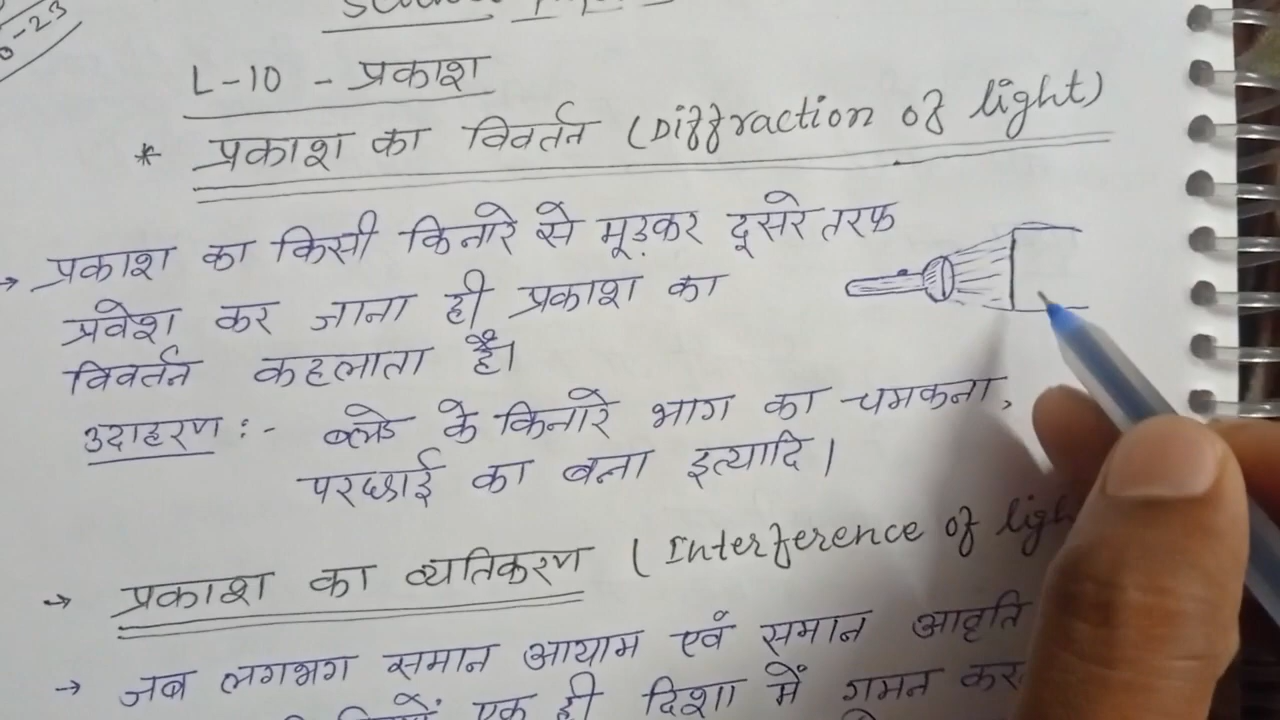 0-23
L-10 - प्रकाश
* प्रकाश का विवर्तन (Diffraction of light)
→ प्रकाश का किसी किनारे से मूड़कर दूसरे तरफ
प्रवेश कर जाना ही प्रकाश का
विवर्तन कहलाता है।
उदाहरण :- ब्लेड के किनारे भाग का चमकना,
परछाई का बनना इत्यादि।
→ प्रकाश का व्यतिकरण (Interference of ligh
→ जब लगभग समान आयाम एवं समान आवृति
एक ही दिशा में गमन कर